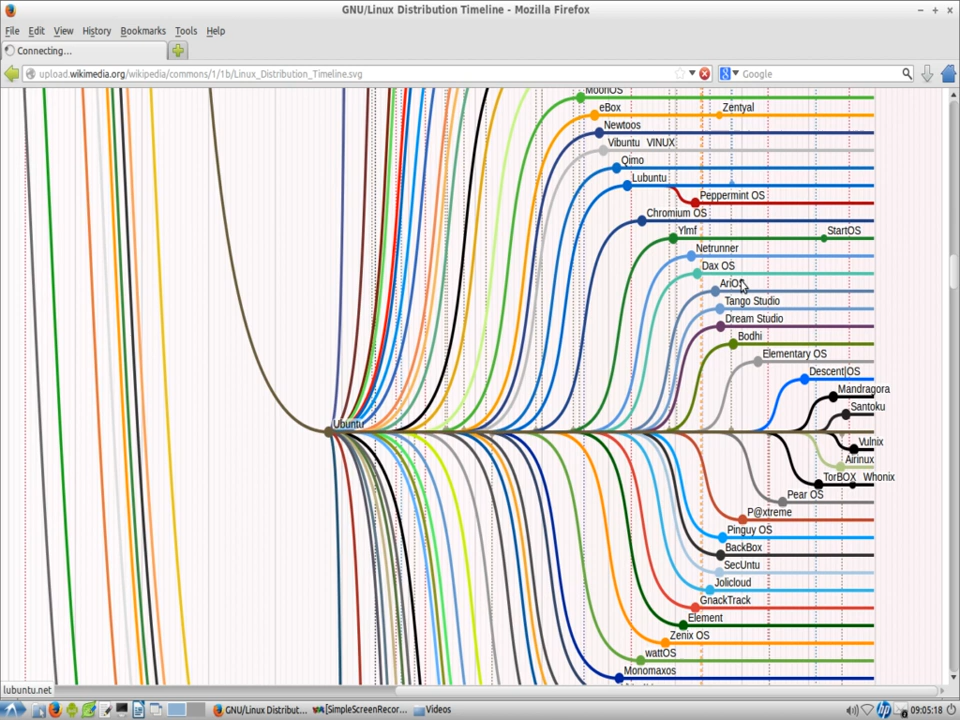 GNU/Linux Distribution Timeline - Mozilla Firefox
File Edit View History Bookmarks Tools Help
Connecting...
upload.wikimedia.org/wikipedia/commons/1/1b/Linux_Distribution_Timeline.svg
Google
MoonOS
eBox Zentyal
Newtoos
Vibuntu VINUX
Qimo
Lubuntu
Peppermint OS
Chromium OS
Ylmf StartOS
Netrunner
Dax OS
AriOS
Tango Studio
Dream Studio
Bodhi
Elementary OS
Descent|OS
Mandragora
Santoku
Ubuntu
Vulnix
Airinux
TorBOX Whonix
Pear OS
P@xtreme
Pinguy OS
BackBox
SecUntu
Jolicloud
GnackTrack
Element
Zenix OS
wattOS
Monomaxos
lubuntu.net
GNU/Linux Distribut... [SimpleScreenRecor... Videos 09:05:18